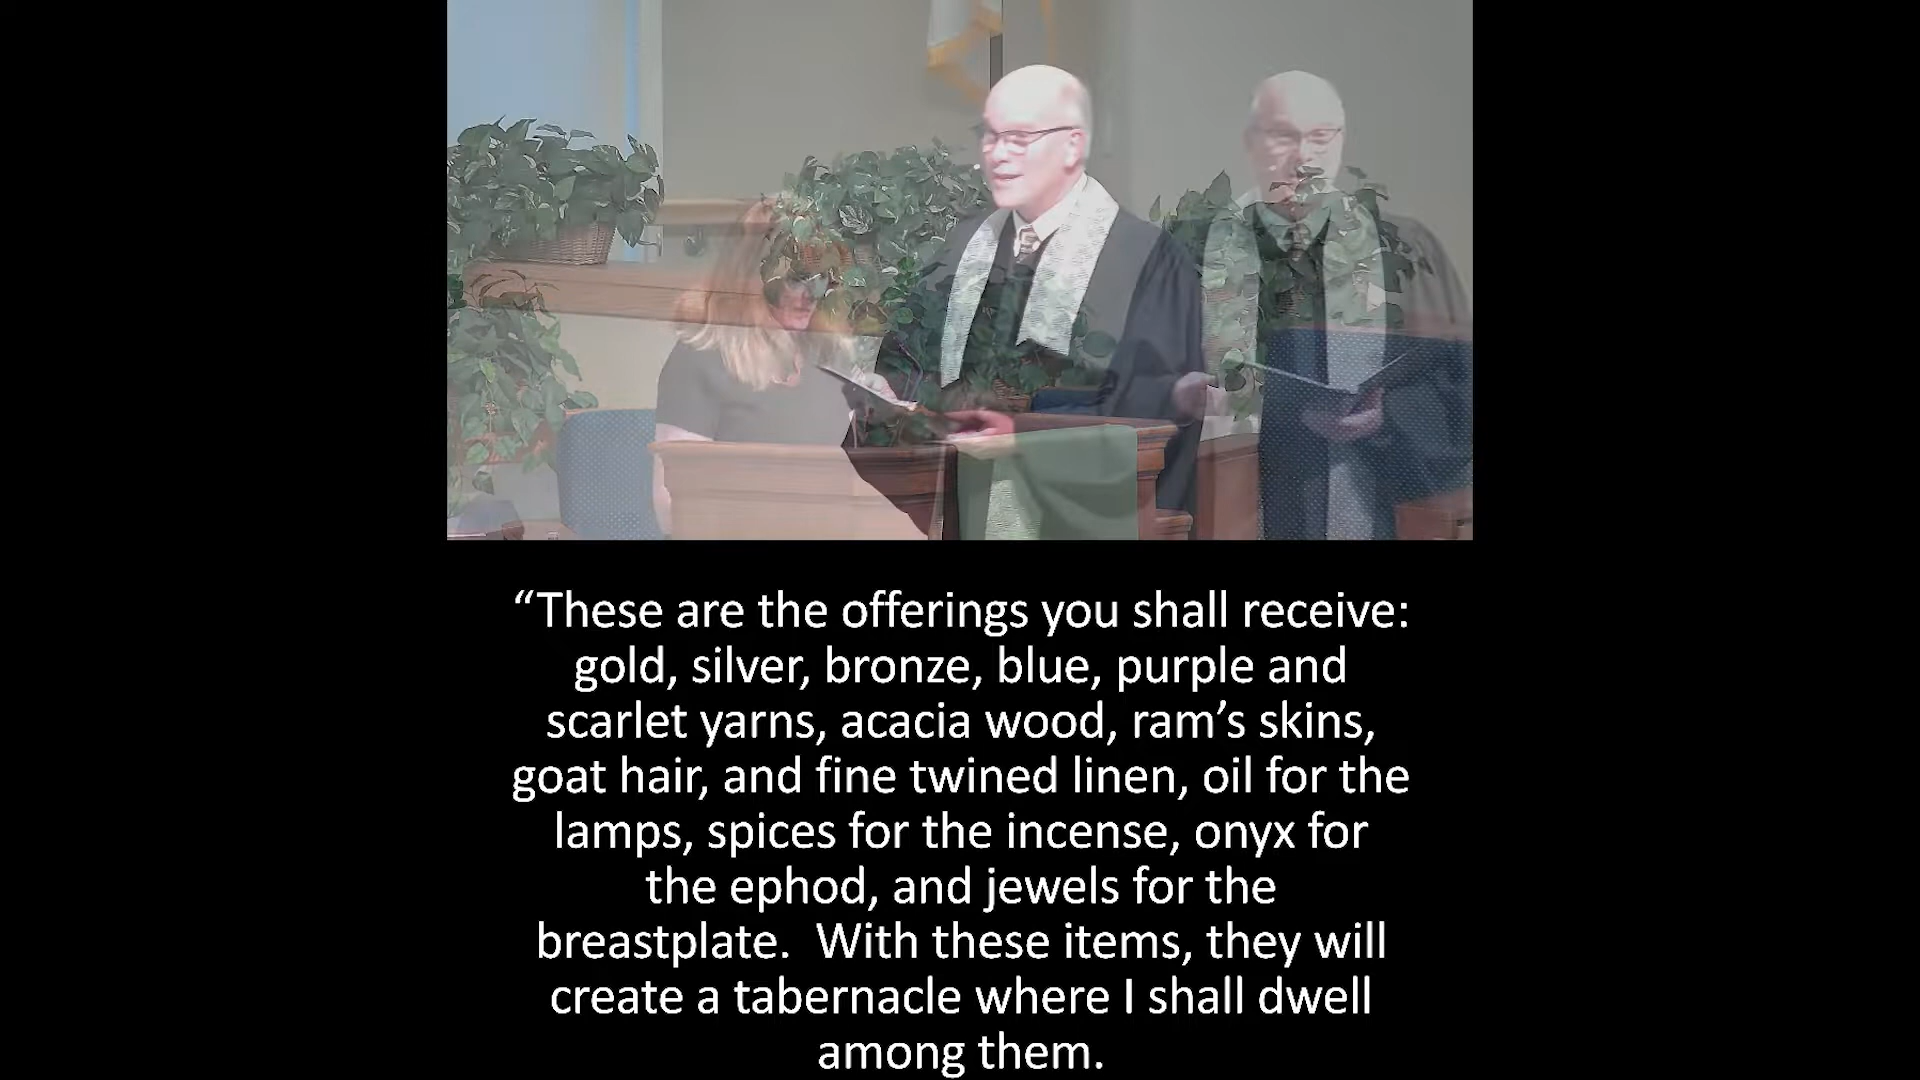 “These are the offerings you shall receive:
gold, silver, bronze, blue, purple and
scarlet yarns, acacia wood, ram’s skins,
goat hair, and fine twined linen, oil for the
lamps, spices for the incense, onyx for
the ephod, and jewels for the
breastplate.  With these items, they will
create a tabernacle where I shall dwell
among them.